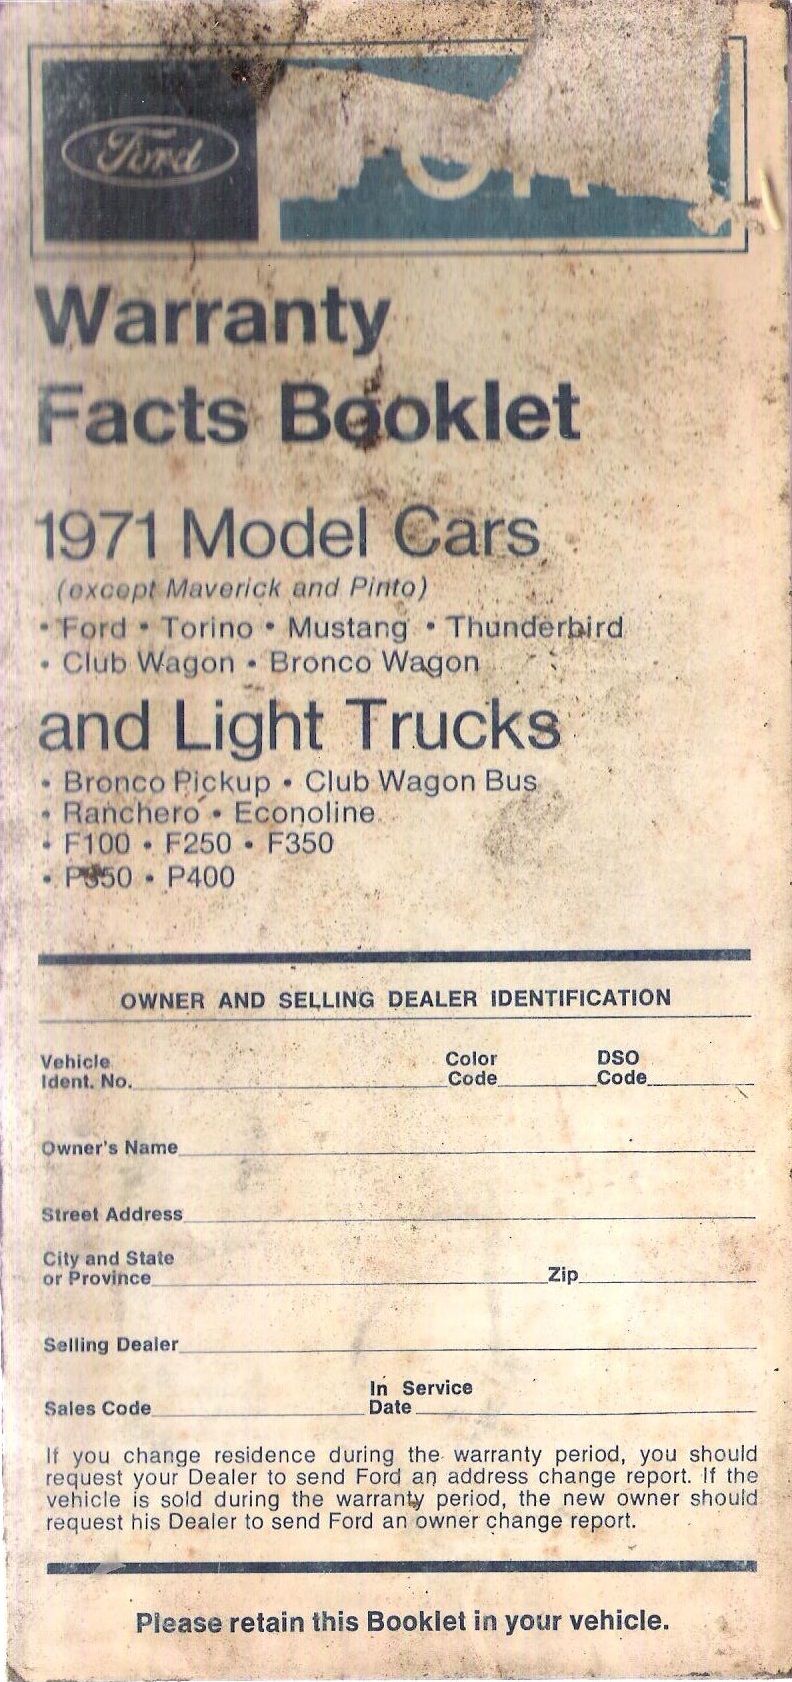 Ford
Warranty
Facts Booklet
1971 Model Cars
(except Maverick and Pinto)
• Ford • Torino • Mustang • Thunderbird
• Club Wagon • Bronco Wagon
and Light Trucks
• Bronco Pickup • Club Wagon Bus
• Ranchero • Econoline
• F100 • F250 • F350
• P350 • P400
OWNER AND SELLING DEALER IDENTIFICATION
Vehicle Color DSO
Ident. No. Code Code
Owner's Name
Street Address
City and State
or Province Zip
Selling Dealer
In Service
Sales Code Date
If you change residence during the warranty period, you should
request your Dealer to send Ford an address change report. If the
vehicle is sold during the warranty period, the new owner should
request his Dealer to send Ford an owner change report.
Please retain this Booklet in your vehicle.